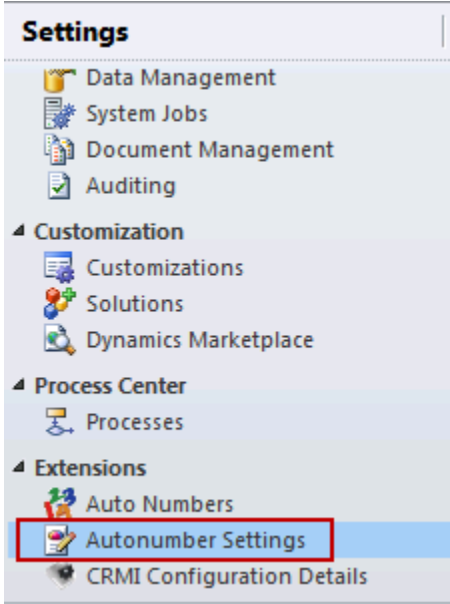 Settings
Data Management
System Jobs
Document Management
Auditing
Customization
Customizations
Solutions
Dynamics Marketplace
Process Center
Processes
Extensions
Auto Numbers
Autonumber Settings
CRMI Configuration Details